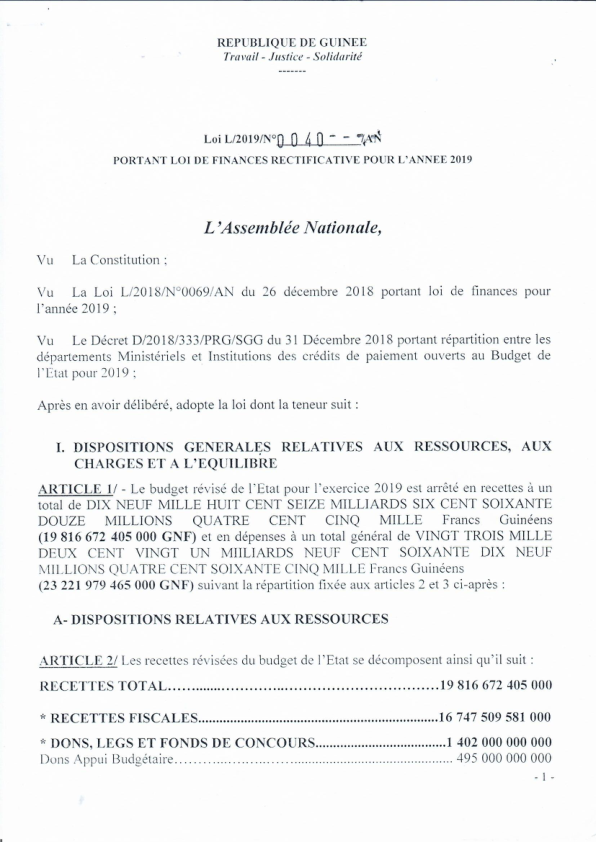 REPUBLIQUE DE GUINEE
Travail - Justice - Solidarité
-------
Loi L/2019/N°0040--/AN
PORTANT LOI DE FINANCES RECTIFICATIVE POUR L'ANNEE 2019
L'Assemblée Nationale,
Vu La Constitution ;
Vu La Loi L/2018/N°0069/AN du 26 décembre 2018 portant loi de finances pour
l'année 2019 ;
Vu Le Décret D/2018/333/PRG/SGG du 31 Décembre 2018 portant répartition entre les
départements Ministériels et Institutions des crédits de paiement ouverts au Budget de
l'Etat pour 2019 ;
Après en avoir délibéré, adopte la loi dont la teneur suit :
I. DISPOSITIONS GENERALES RELATIVES AUX RESSOURCES, AUX
CHARGES ET A L'EQUILIBRE
ARTICLE 1/ - Le budget révisé de l'Etat pour l'exercice 2019 est arrêté en recettes à un
total de DIX NEUF MILLE HUIT CENT SEIZE MILLIARDS SIX CENT SOIXANTE
DOUZE MILLIONS QUATRE CENT CINQ MILLE Francs Guinéens
(19 816 672 405 000 GNF) et en dépenses à un total général de VINGT TROIS MILLE
DEUX CENT VINGT UN MIILIARDS NEUF CENT SOIXANTE DIX NEUF
MILLIONS QUATRE CENT SOIXANTE CINQ MILLE Francs Guinéens
(23 221 979 465 000 GNF) suivant la répartition fixée aux articles 2 et 3 ci-après :
A- DISPOSITIONS RELATIVES AUX RESSOURCES
ARTICLE 2/ Les recettes révisées du budget de l'Etat se décomposent ainsi qu'il suit :
RECETTES TOTAL..........................................................19 816 672 405 000
* RECETTES FISCALES....................................................................16 747 509 581 000
* DONS, LEGS ET FONDS DE CONCOURS.....................................1 402 000 000 000
Dons Appui Budgétaire.......................................................................... 495 000 000 000
- 1 -